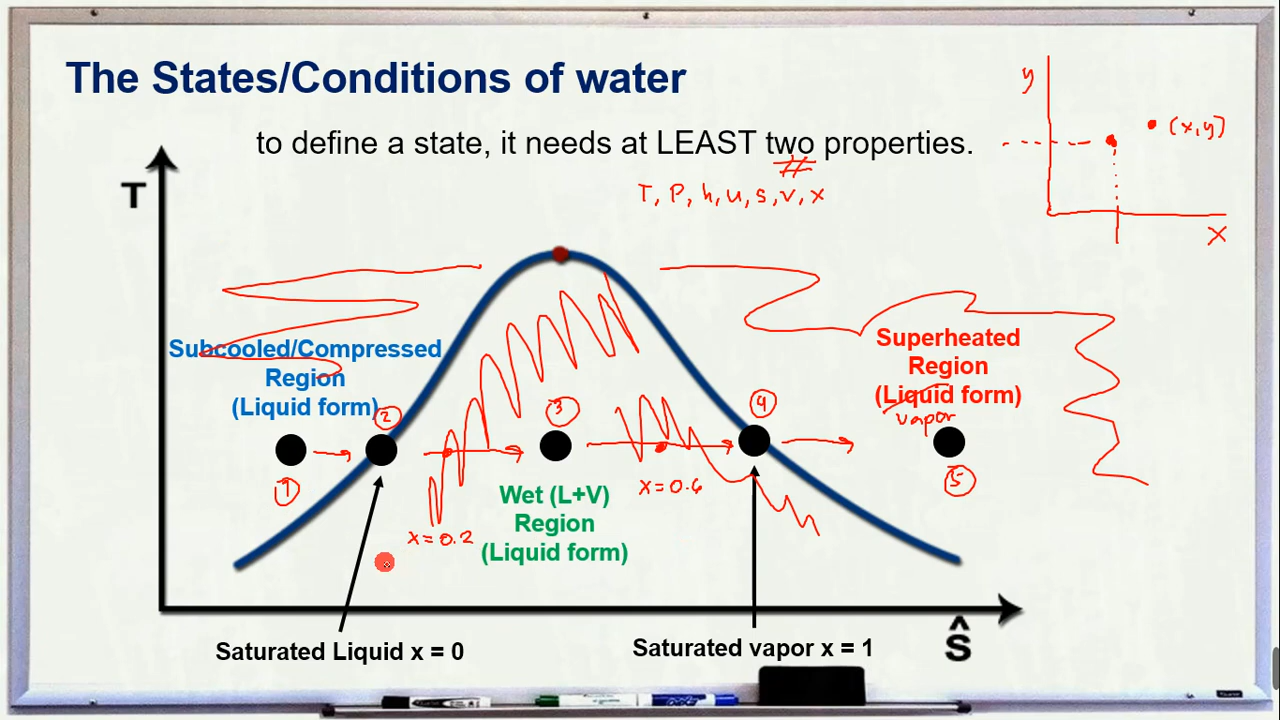 The States/Conditions of water
to define a state, it needs at LEAST two properties.
T, P, h, u, s, v, x
y
(x,y)
x
T
Subcooled/Compressed
Region
(Liquid form)
Superheated
Region
(Liquid form)
vapor
1
2
3
4
5
x=0.2
x=0.6
Wet (L+V)
Region
(Liquid form)
Saturated Liquid x = 0
Saturated vapor x = 1
Ŝ